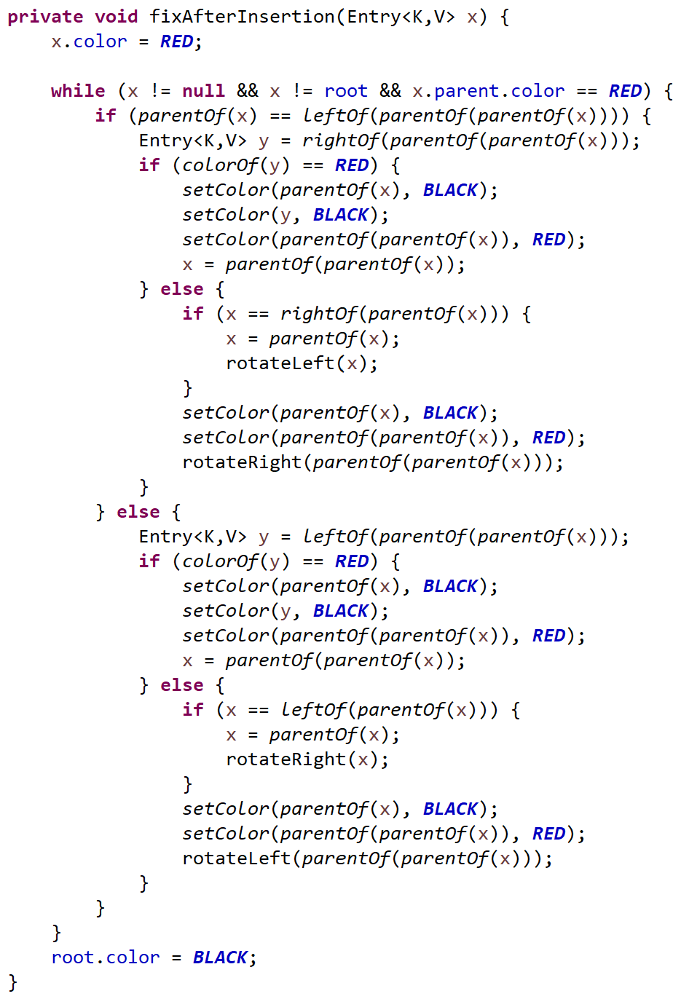 private void fixAfterInsertion(Entry<K,V> x) {
    x.color = RED;

    while (x != null && x != root && x.parent.color == RED) {
        if (parentOf(x) == leftOf(parentOf(parentOf(x)))) {
            Entry<K,V> y = rightOf(parentOf(parentOf(x)));
            if (colorOf(y) == RED) {
                setColor(parentOf(x), BLACK);
                setColor(y, BLACK);
                setColor(parentOf(parentOf(x)), RED);
                x = parentOf(parentOf(x));
            } else {
                if (x == rightOf(parentOf(x))) {
                    x = parentOf(x);
                    rotateLeft(x);
                }
                setColor(parentOf(x), BLACK);
                setColor(parentOf(parentOf(x)), RED);
                rotateRight(parentOf(parentOf(x)));
            }
        } else {
            Entry<K,V> y = leftOf(parentOf(parentOf(x)));
            if (colorOf(y) == RED) {
                setColor(parentOf(x), BLACK);
                setColor(y, BLACK);
                setColor(parentOf(parentOf(x)), RED);
                x = parentOf(parentOf(x));
            } else {
                if (x == leftOf(parentOf(x))) {
                    x = parentOf(x);
                    rotateRight(x);
                }
                setColor(parentOf(x), BLACK);
                setColor(parentOf(parentOf(x)), RED);
                rotateLeft(parentOf(parentOf(x)));
            }
        }
    }
    root.color = BLACK;
}